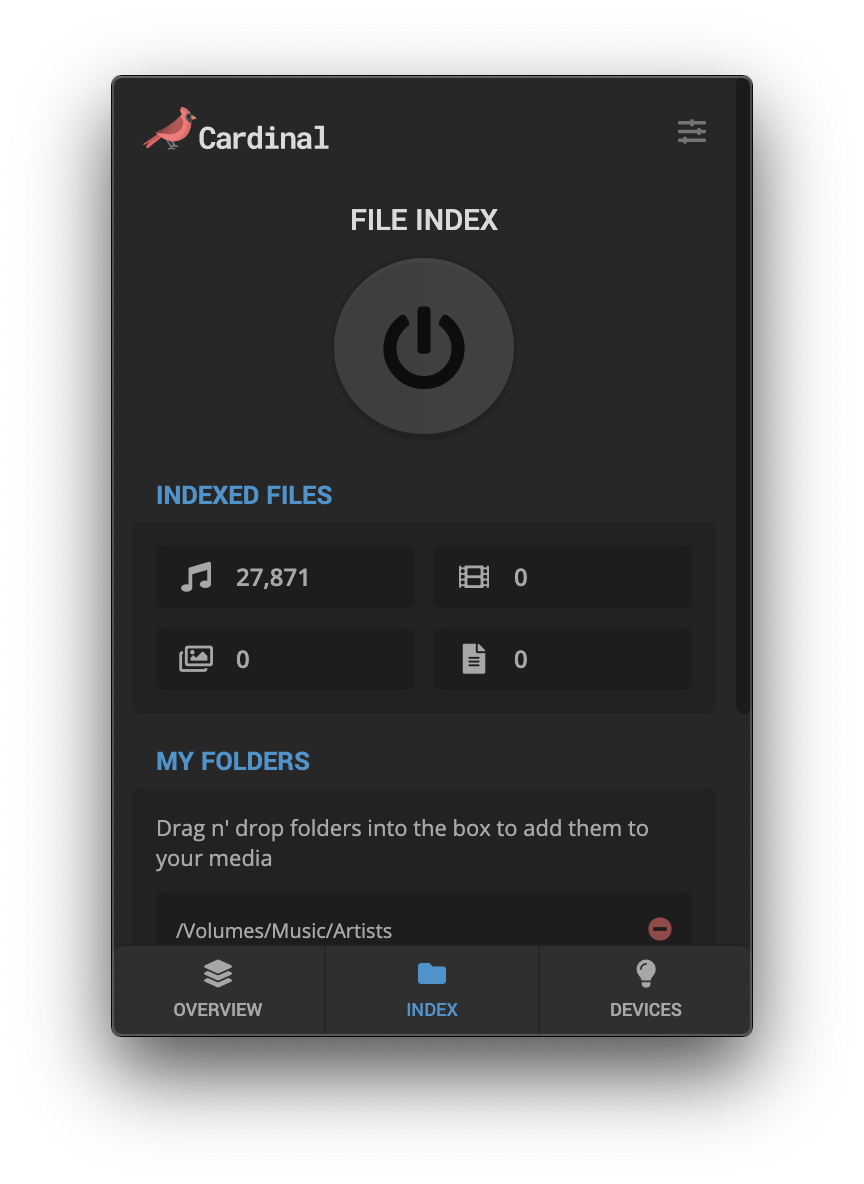 Cardinal
FILE INDEX
INDEXED FILES
27,871
0
0
0
MY FOLDERS
Drag n' drop folders into the box to add them to
your media
/Volumes/Music/Artists
OVERVIEW
INDEX
DEVICES